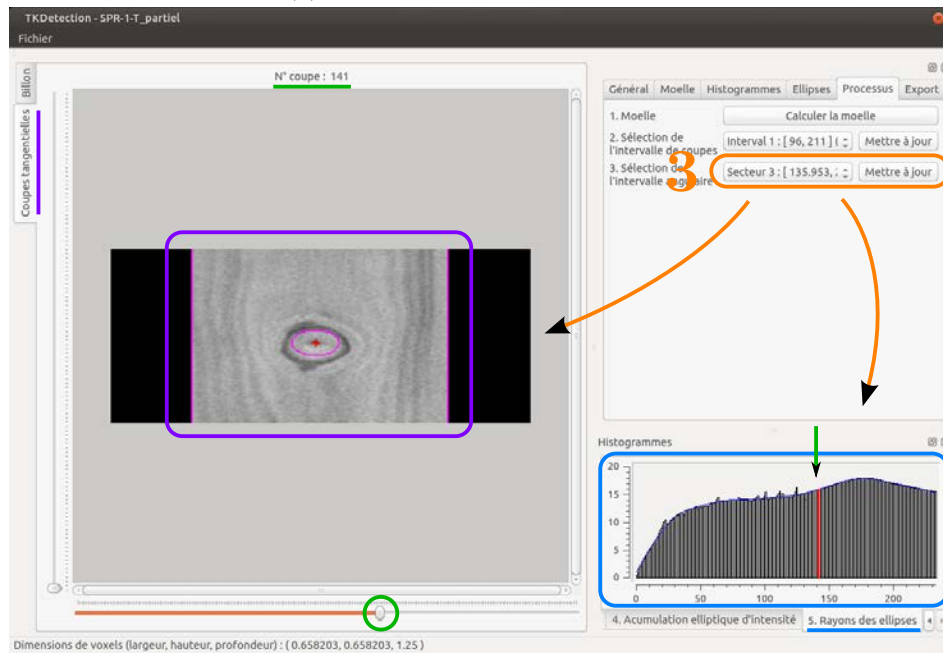 TKDetection - SPR-1-T_partiel
Fichier
Billon
Coupes tangentielles
N° coupe : 141
Général Moelle Histogrammes Ellipses Processus Export
1. Moelle Calculer la moelle
2. Sélection de
l'intervalle de coupes Interval 1 : [ 96, 211 ] ( Mettre à jour
3. Sélection de
l'intervalle angulaire Secteur 3 : [ 135.953, Mettre à jour
3
Histogrammes
20
15
10
5
0
0 50 100 150 200
4. Acumulation elliptique d'intensité 5. Rayons des ellipses
Dimensions de voxels (largeur, hauteur, profondeur) : ( 0.658203, 0.658203, 1.25 )